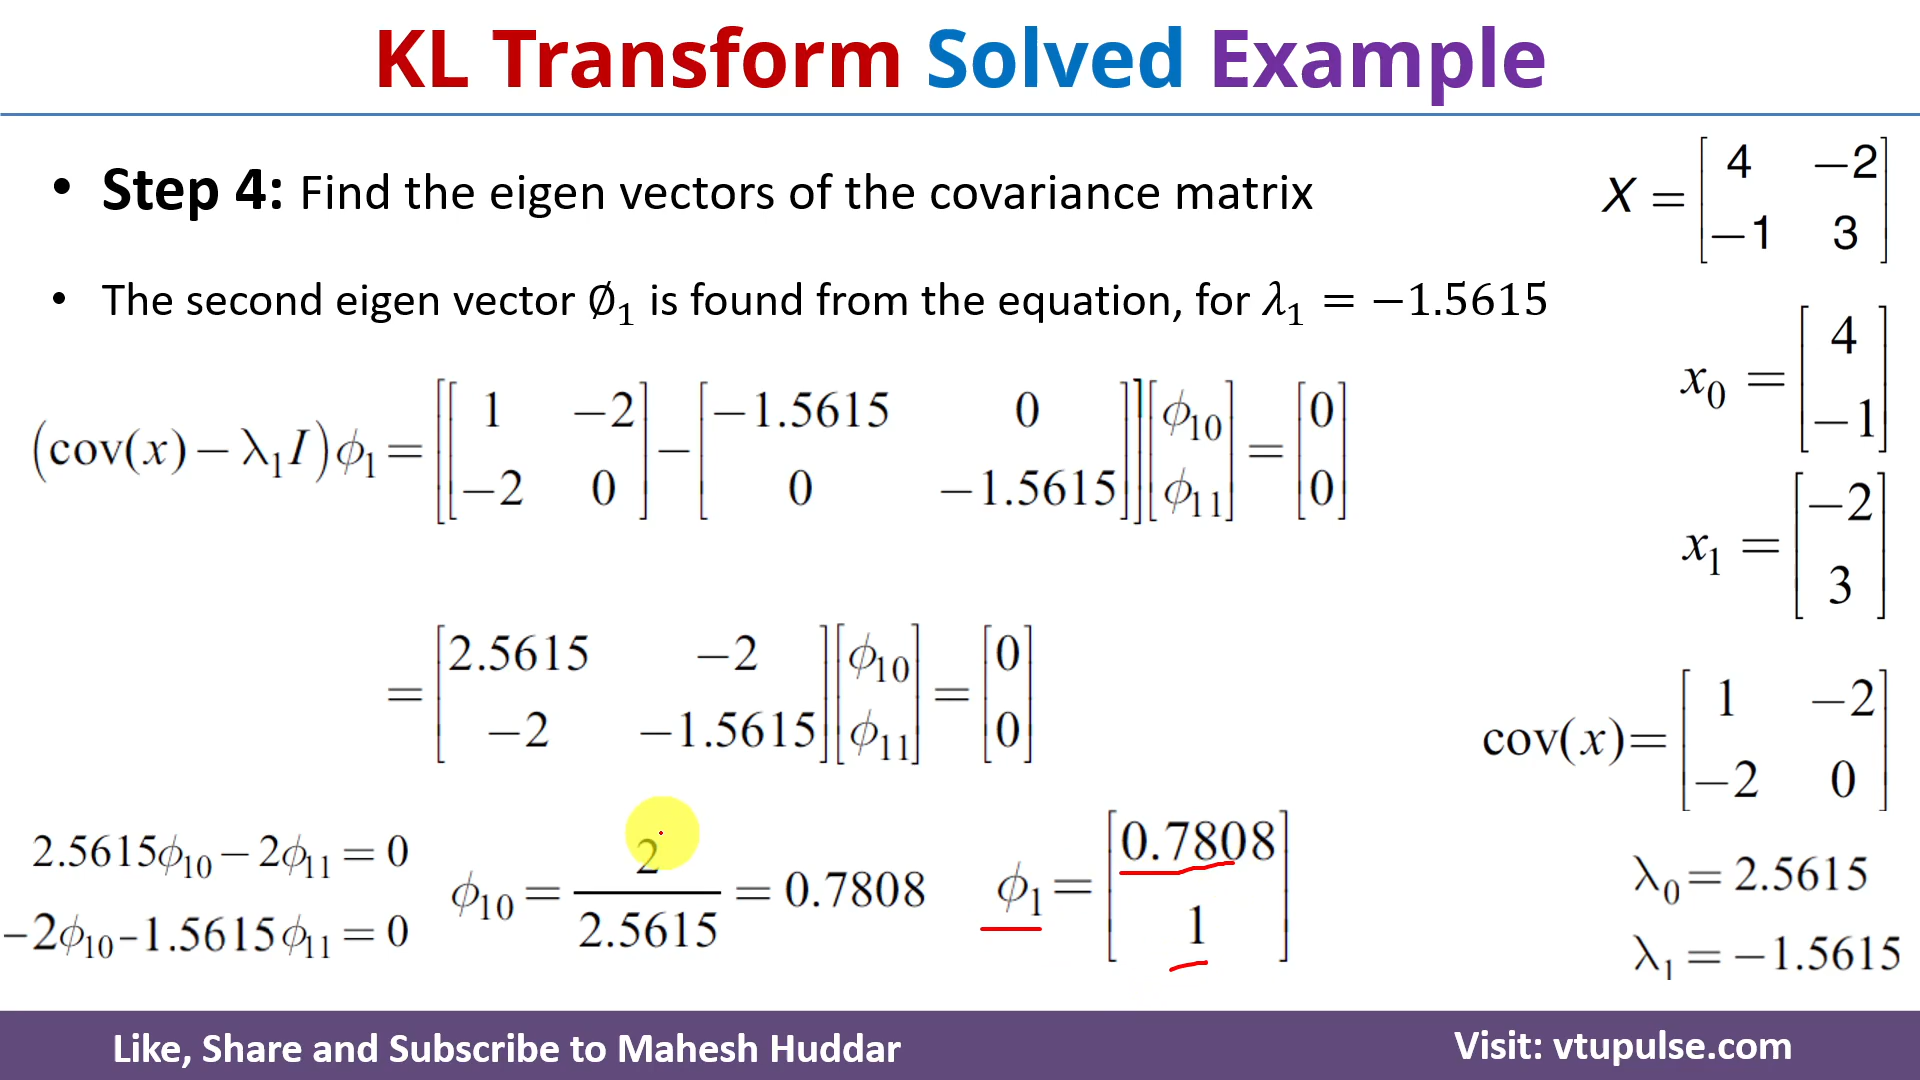 KL Transform Solved Example
• Step 4: Find the eigen vectors of the covariance matrix
• The second eigen vector ∅₁ is found from the equation, for λ₁ = −1.5615
(cov(x) − λ₁I)ϕ₁ = [[1 −2; −2 0] − [−1.5615 0; 0 −1.5615]] [ϕ₁₀; ϕ₁₁] = [0; 0]
= [2.5615 −2; −2 −1.5615] [ϕ₁₀; ϕ₁₁] = [0; 0]
2.5615ϕ₁₀ − 2ϕ₁₁ = 0
−2ϕ₁₀ − 1.5615ϕ₁₁ = 0
ϕ₁₀ = 2 / 2.5615 = 0.7808
ϕ₁ = [0.7808; 1]
X = [4 −2; −1 3]
x₀ = [4; −1]
x₁ = [−2; 3]
cov(x) = [1 −2; −2 0]
λ₀ = 2.5615
λ₁ = −1.5615
Like, Share and Subscribe to Mahesh Huddar
Visit: vtupulse.com